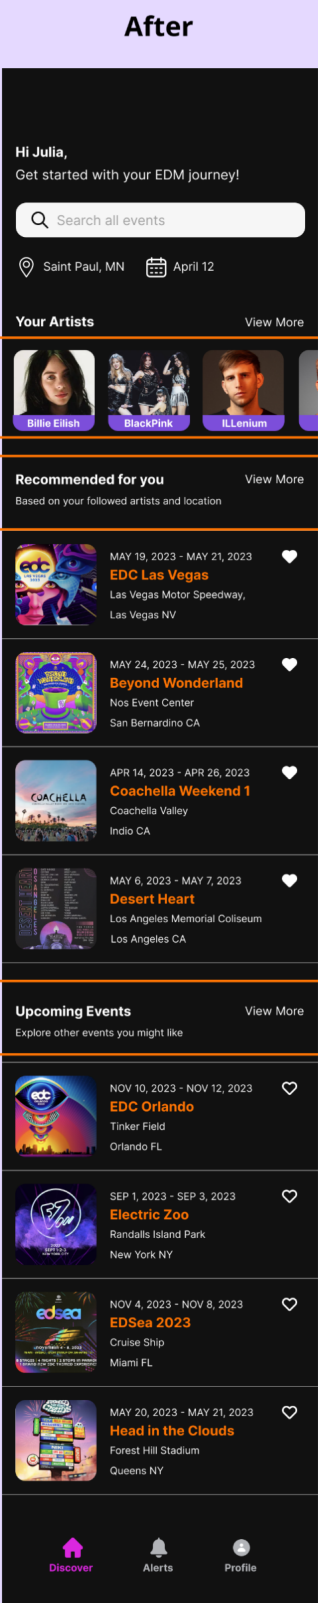 After
Hi Julia,
Get started with your EDM journey!
Search all events
Saint Paul, MN
April 12
Your Artists
View More
Billie Eilish
BlackPink
ILLenium
Recommended for you
View More
Based on your followed artists and location
edc
LAS VEGAS
MAY 19, 2023 - MAY 21, 2023
EDC Las Vegas
Las Vegas Motor Speedway,
Las Vegas NV
BEYOND
WONDERLAND
MAY 24, 2023 - MAY 25, 2023
Beyond Wonderland
Nos Event Center
San Bernardino CA
COACHELLA
APR 14, 2023 - APR 26, 2023
Coachella Weekend 1
Coachella Valley
Indio CA
MAY 6, 2023 - MAY 7, 2023
Desert Heart
Los Angeles Memorial Coliseum
Los Angeles CA
Upcoming Events
View More
Explore other events you might like
edc
NOV 10, 2023 - NOV 12, 2023
EDC Orlando
Tinker Field
Orlando FL
SEP 1, 2023 - SEP 3, 2023
Electric Zoo
Randalls Island Park
New York NY
edsea
NOV 4, 2023 - NOV 8, 2023
EDSea 2023
Cruise Ship
Miami FL
MAY 20, 2023 - MAY 21, 2023
Head in the Clouds
Forest Hill Stadium
Queens NY
Discover
Alerts
Profile